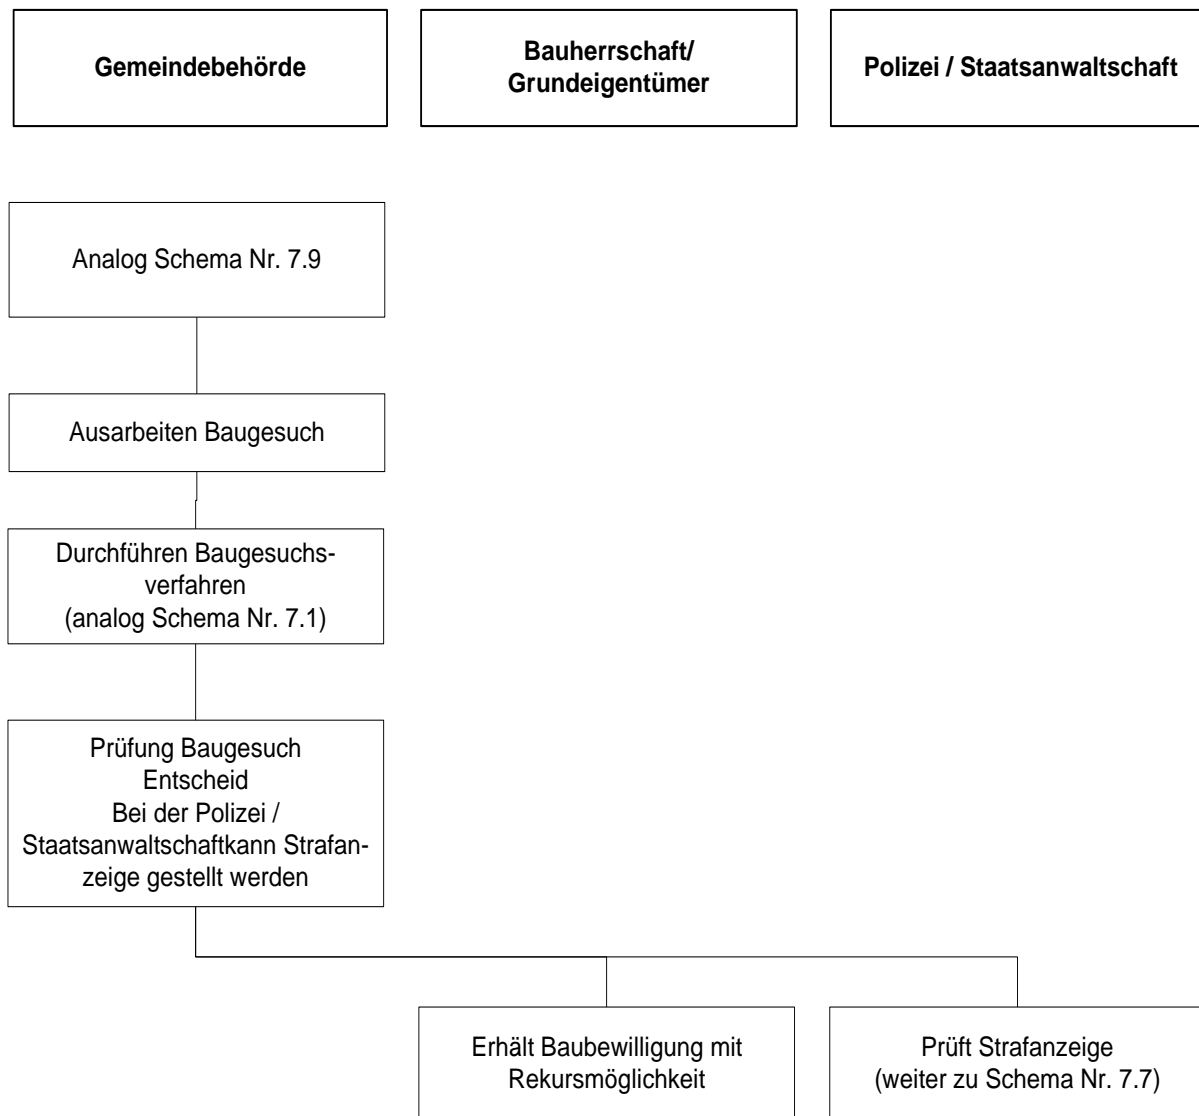 Gemeindebehörde
Bauherrschaft/
Grundeigentümer
Polizei / Staatsanwaltschaft
Analog Schema Nr. 7.9
Ausarbeiten Baugesuch
Durchführen Baugesuchs-
verfahren
(analog Schema Nr. 7.1)
Prüfung Baugesuch
Entscheid
Bei der Polizei /
Staatsanwaltschaftkann Strafan-
zeige gestellt werden
Erhält Baubewilligung mit
Rekursmöglichkeit
Prüft Strafanzeige
(weiter zu Schema Nr. 7.7)